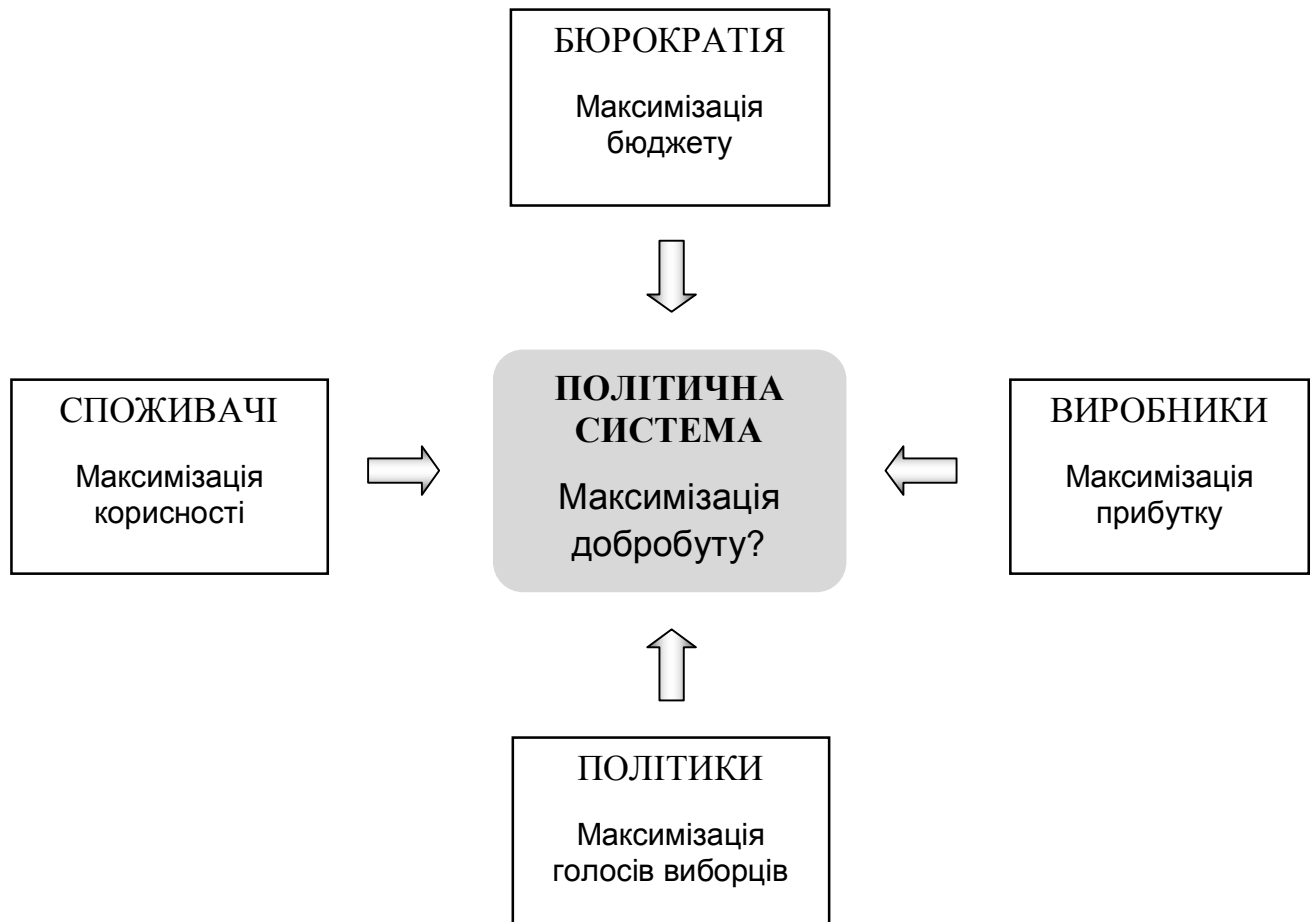 БЮРОКРАТІЯ
Максимізація
бюджету
СПОЖИВАЧІ
Максимізація
корисності
ПОЛІТИЧНА
СИСТЕМА
Максимізація
добробуту?
ВИРОБНИКИ
Максимізація
прибутку
ПОЛІТИКИ
Максимізація
голосів виборців